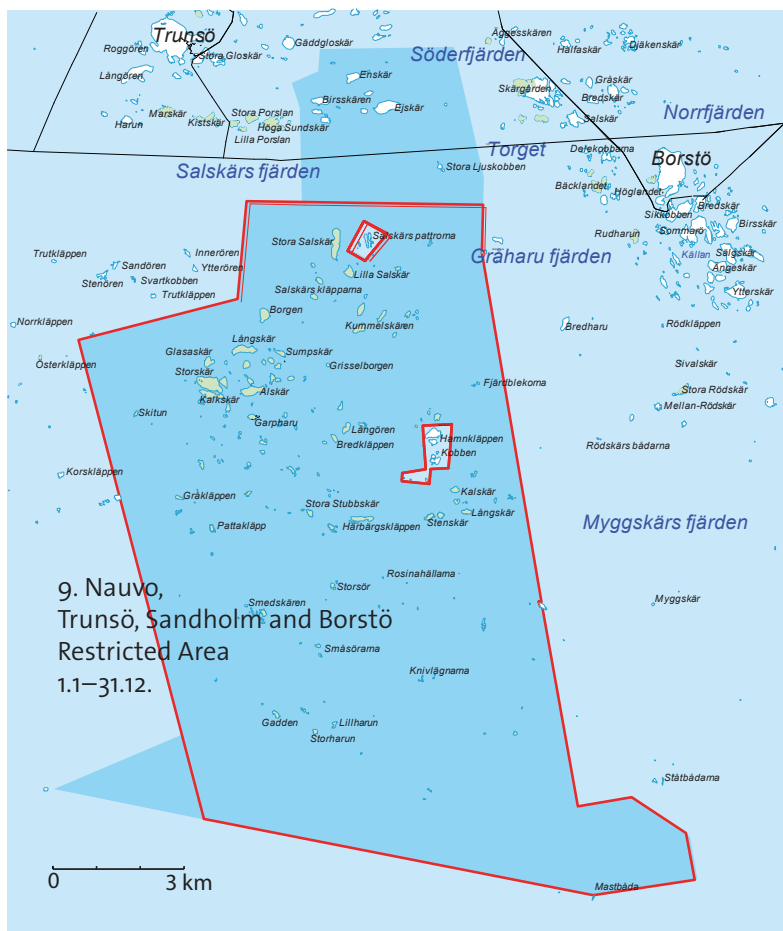 Trunsö
Roggören
Stora Gloskär
Gäddgloskär
Långören
Enskär
Birsskären
Ejskär
Marskär
Harun
Kistskär
Stora Porslan
Höga Sundskär
Lilla Porslan
Äggesskären
Söderfjärden
Halfaskär
Djäkenskär
Skärgården
Gråskär
Bredskär
Salskär
Norrfjärden
Torget
Borstö
Stora Ljuskobben
Bäcklandet
Höglandet
Salskärs fjärden
Sikkobben
Bredskär
Sommarö
Birsskär
Rudharun
Källan
Salskärs pattroma
Stora Salskär
Gråharu fjärden
Ängeskär
Ytterskär
Trutkläppen
Innerören
Sandören
Ytterören
Stenören
Svartkobben
Trutkläppen
Lilla Salskär
Salskärs kläpparna
Borgen
Kummelskären
Norrkläppen
Bredharu
Rödkläppen
Långskär
Glasaskär
Sumpskär
Österkläppen
Storskär
Grisselborgen
Sivalskär
Kalkskär
Alskär
Fjärdblekorna
Stora Rödskär
Mellan-Rödskär
Skitun
Garpharu
Långören
Bredkläppen
Hamnkläppen
Kobben
Rödskärs bådarna
Korskläppen
Gråkläppen
Kalskär
Stora Stubbskär
Långskär
Pattakläpp
Härbärgskläppen
Stenskär
Myggskärs fjärden
Rosinahällarna
Storsör
9. Nauvo,
Trunsö, Sandholm and Borstö
Restricted Area
1.1–31.12.
Smedskären
Myggskär
Småsörarna
Knivlägnarna
Gadden
Lillharun
Storharun
Ståtbådarna
0 3 km
Mastbåda